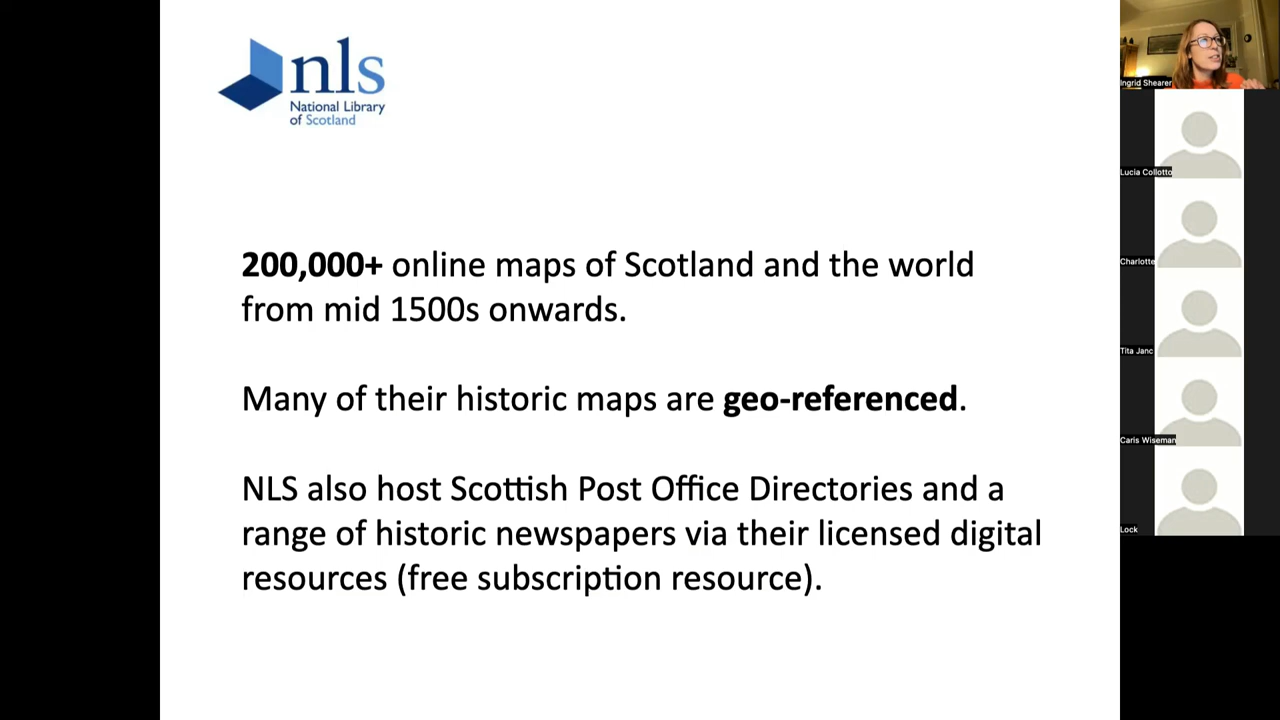 nls
National Library
of Scotland
200,000+ online maps of Scotland and the world
from mid 1500s onwards.
Many of their historic maps are geo-referenced.
NLS also host Scottish Post Office Directories and a
range of historic newspapers via their licensed digital
resources (free subscription resource).
Ingrid Shearer
Lucia Collotto
Charlotte
Tita Janc
Caris Wiseman
Lock